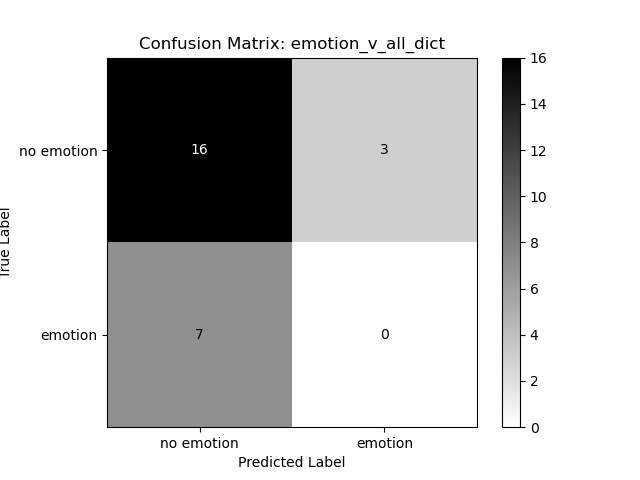 Confusion Matrix: emotion_v_all_dict
True Label
no emotion
16
3
emotion
7
0
no emotion
emotion
Predicted Label
16
14
12
10
8
6
4
2
0